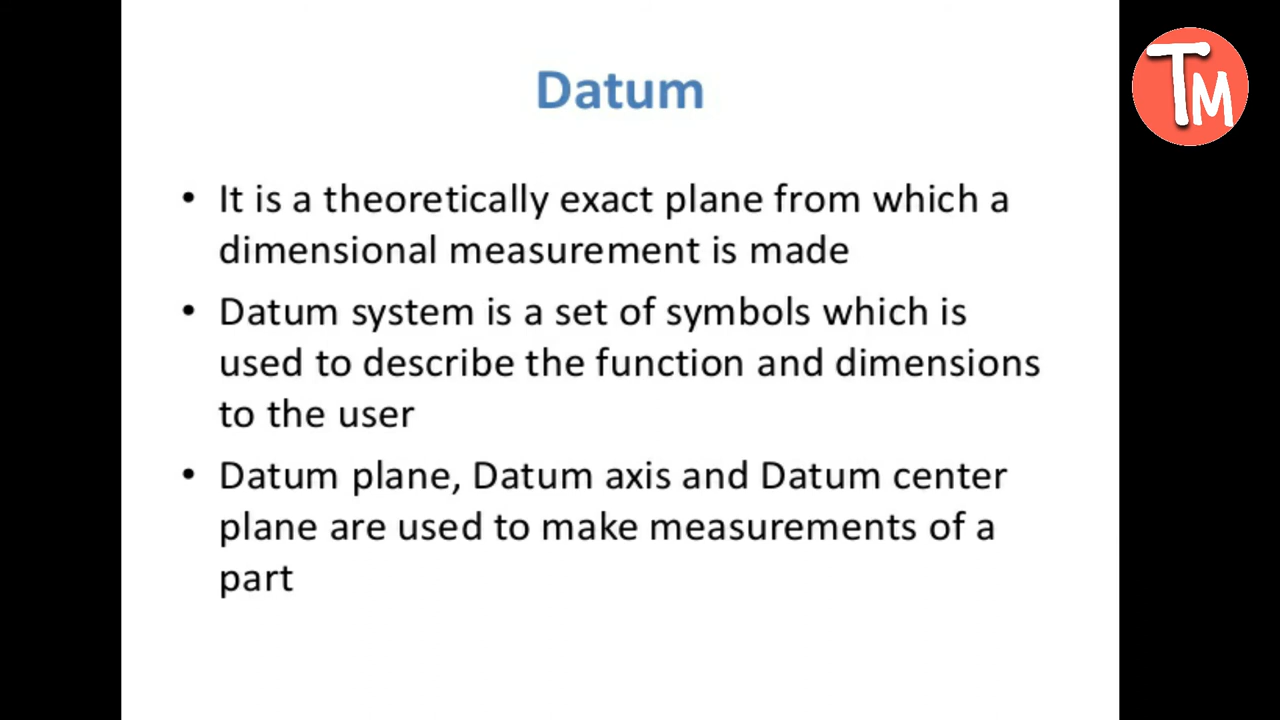 Datum
TM
• It is a theoretically exact plane from which a
dimensional measurement is made
• Datum system is a set of symbols which is
used to describe the function and dimensions
to the user
• Datum plane, Datum axis and Datum center
plane are used to make measurements of a
part